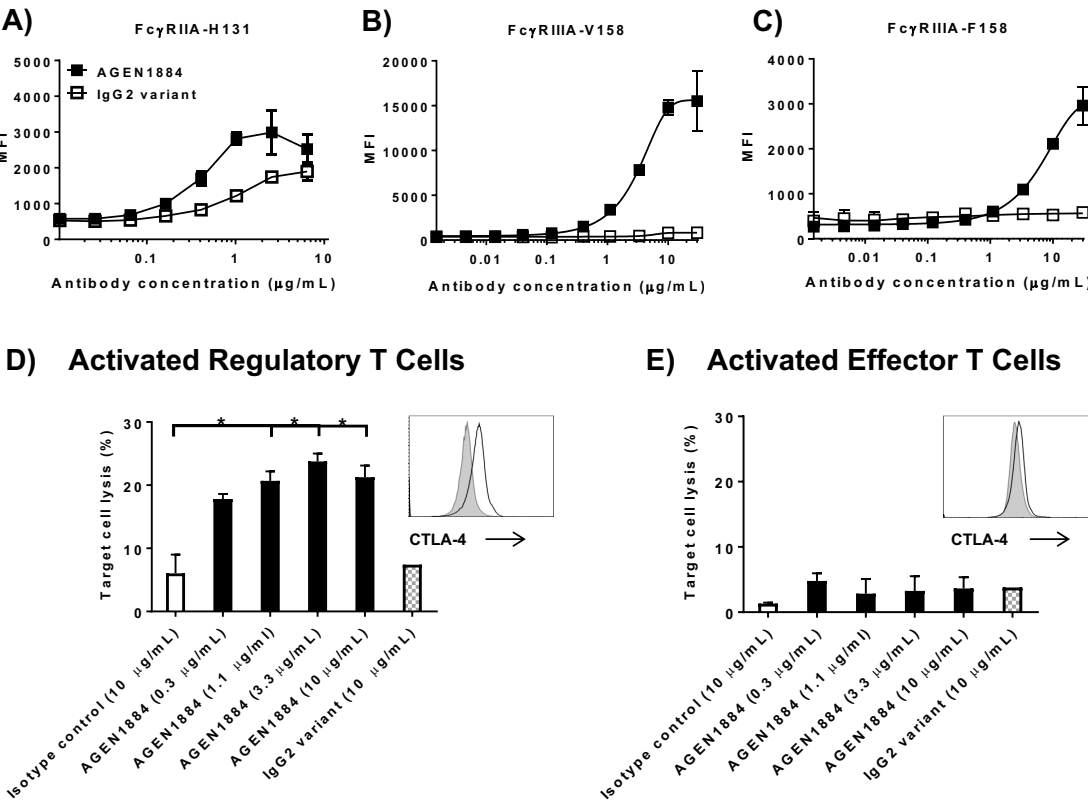 A)
FcγRIIA-H131
5000
4000
3000
2000
1000
0
MFI
AGEN1884
IgG2 variant
0.1
1
10
Antibody concentration (μg/mL)
B)
FcγRIIIA-V158
20000
15000
10000
5000
0
MFI
0.01
0.1
1
10
Antibody concentration (μg/mL)
C)
FcγRIIIA-F158
4000
3000
2000
1000
0
MFI
0.01
0.1
1
10
Antibody concentration (μg/mL)
D) Activated Regulatory T Cells
30
20
10
0
Target cell lysis (%)
* * *
CTLA-4
Isotype control (10 μg/mL)
AGEN1884 (0.3 μg/mL)
AGEN1884 (1.1 μg/ml)
AGEN1884 (3.3 μg/mL)
AGEN1884 (10 μg/mL)
IgG2 variant (10 μg/mL)
E) Activated Effector T Cells
30
20
10
0
Target cell lysis (%)
CTLA-4
Isotype control (10 μg/mL)
AGEN1884 (0.3 μg/mL)
AGEN1884 (1.1 μg/ml)
AGEN1884 (3.3 μg/mL)
AGEN1884 (10 μg/mL)
IgG2 variant (10 μg/mL)